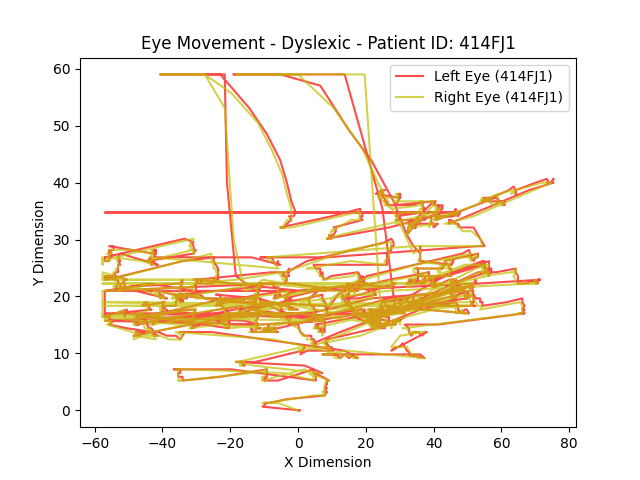 Eye Movement - Dyslexic - Patient ID: 414FJ1
Left Eye (414FJ1)
Right Eye (414FJ1)
Y Dimension
60
50
40
30
20
10
0
−60 −40 −20 0 20 40 60 80
X Dimension